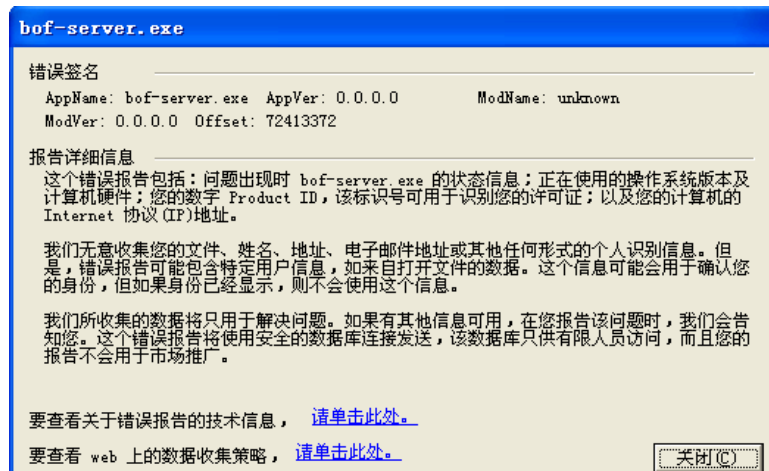 bof-server.exe
错误签名
AppName: bof-server.exe AppVer: 0.0.0.0 ModName: unknown
ModVer: 0.0.0.0 Offset: 72413372
报告详细信息
这个错误报告包括：问题出现时 bof-server.exe 的状态信息；正在使用的操作系统版本及
计算机硬件；您的数字 Product ID，该标识号可用于识别您的许可证；以及您的计算机的
Internet 协议(IP)地址。
我们无意收集您的文件、姓名、地址、电子邮件地址或其他任何形式的个人识别信息。但
是，错误报告可能包含特定用户信息，如来自打开文件的数据。这个信息可能会用于确认您
的身份，但如果身份已经显示，则不会使用这个信息。
我们所收集的数据将只用于解决问题。如果有其他信息可用，在您报告该问题时，我们会告
知您。这个错误报告将使用安全的数据库连接发送，该数据库只供有限人员访问，而且您的
报告不会用于市场推广。
要查看关于错误报告的技术信息， 请单击此处。
要查看 web 上的数据收集策略， 请单击此处。
关闭(C)